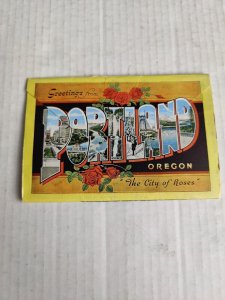 Greetings from
PORTLAND
OREGON
"The City of Roses"